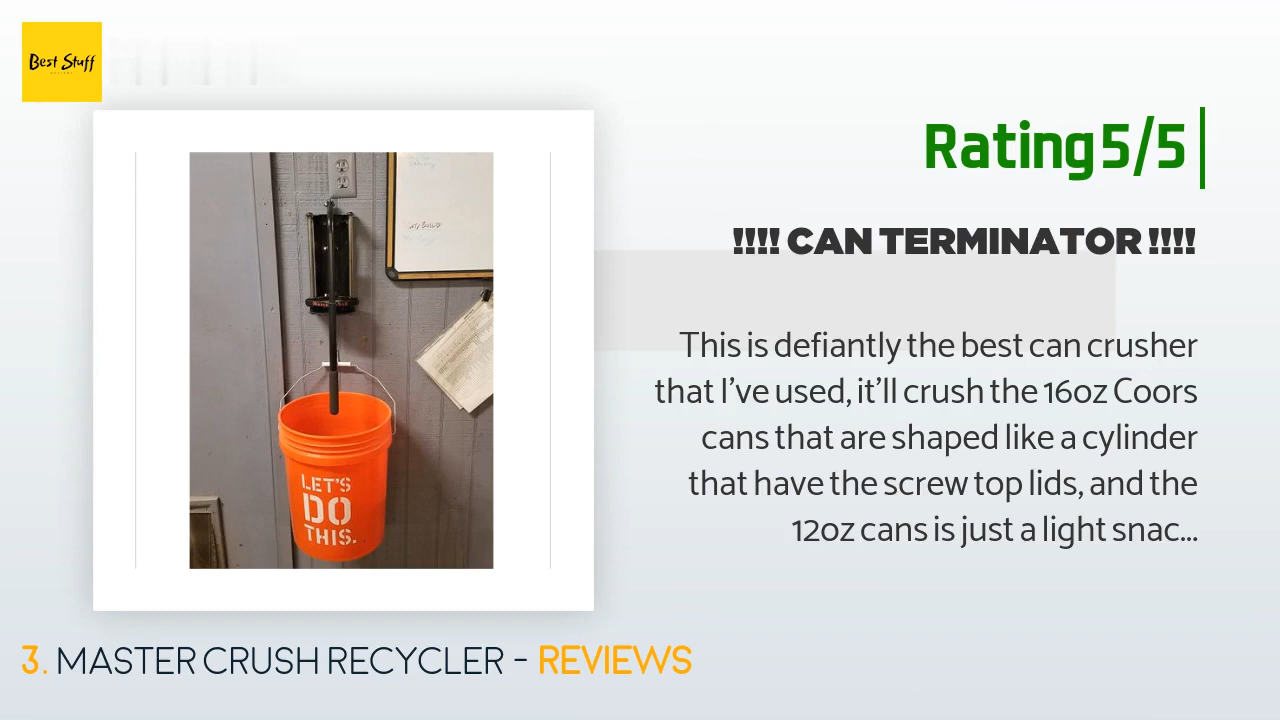 Best Stuff
Rating 5/5
!!!! CAN TERMINATOR !!!!
This is defiantly the best can crusher
that I've used, it'll crush the 16oz Coors
cans that are shaped like a cylinder
that have the screw top lids, and the
12oz cans is just a light snac...
LET'S
DO
THIS.
3. MASTER CRUSH RECYCLER - REVIEWS